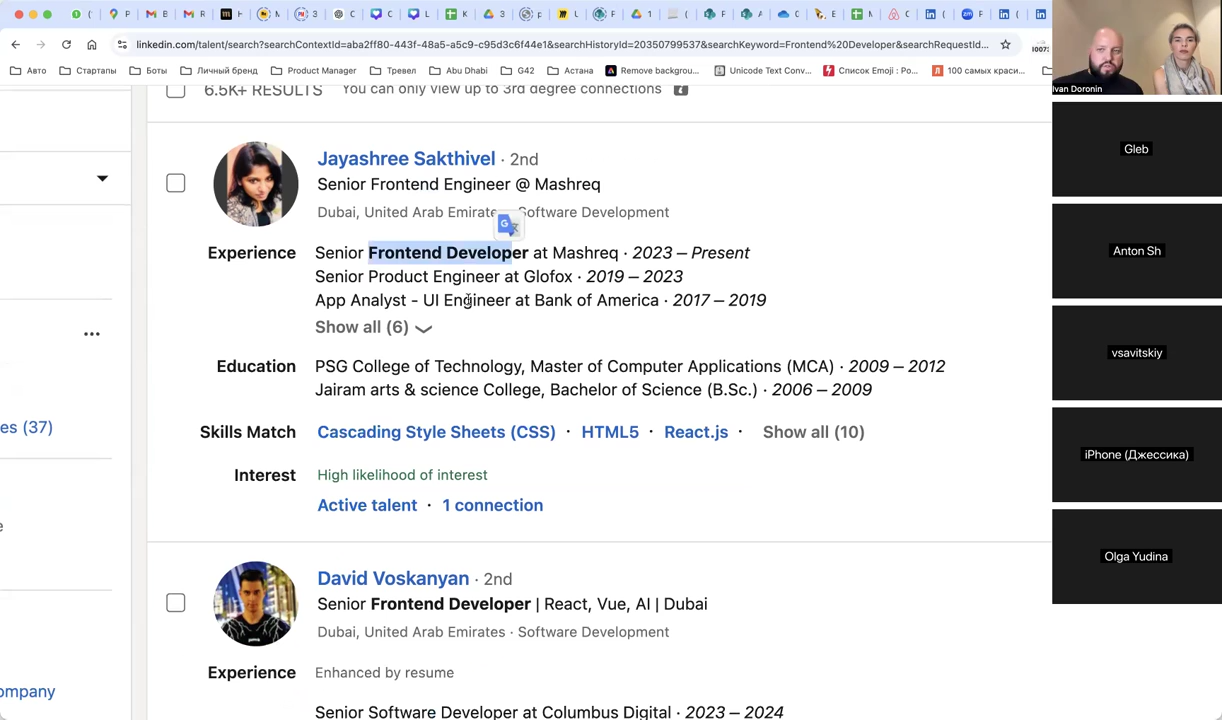 linkedin.com/talent/search?searchContextId=aba2ff80-443f-48a5-a5c9-c95d3c6f44e1&searchHistoryId=20350799537&searchKeyword=Frontend%20Developer&searchRequestId...
Авто
Стартапы
Боты
Личный бренд
Product Manager
Тревел
Abu Dhabi
G42
Астана
Remove backgrou...
Unicode Text Conv...
Список Emoji : Po...
100 самых краси...
6.5K+ RESULTS You can only view up to 3rd degree connections
Jayashree Sakthivel · 2nd
Senior Frontend Engineer @ Mashreq
Dubai, United Arab Emirates Software Development
Experience
Senior Frontend Developer at Mashreq · 2023 – Present
Senior Product Engineer at Glofox · 2019 – 2023
App Analyst - UI Engineer at Bank of America · 2017 – 2019
Show all (6)
Education
PSG College of Technology, Master of Computer Applications (MCA) · 2009 – 2012
Jairam arts & science College, Bachelor of Science (B.Sc.) · 2006 – 2009
Skills Match
Cascading Style Sheets (CSS) · HTML5 · React.js · Show all (10)
Interest
High likelihood of interest
Active talent · 1 connection
David Voskanyan · 2nd
Senior Frontend Developer | React, Vue, AI | Dubai
Dubai, United Arab Emirates · Software Development
Experience
Enhanced by resume
Senior Software Developer at Columbus Digital · 2023 – 2024
es (37)
e
ompany
Ivan Doronin
Gleb
Anton Sh
vsavitskiy
iPhone (Джессика)
Olga Yudina